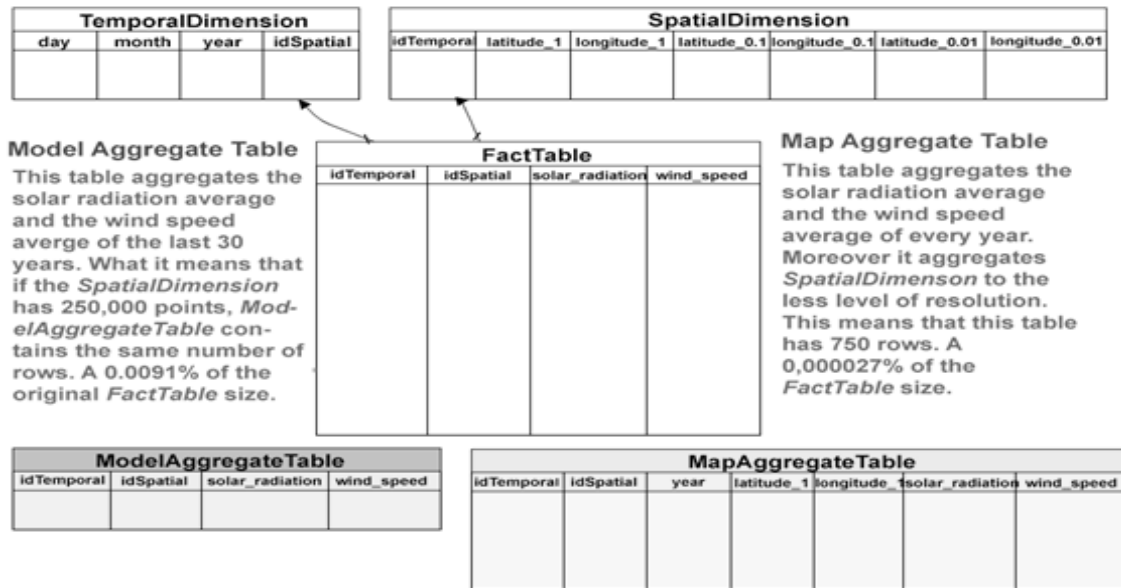 TemporalDimension
day month year idSpatial
SpatialDimension
idTemporal latitude_1 longitude_1 latitude_0.1 longitude_0.1 latitude_0.01 longitude_0.01
Model Aggregate Table
This table aggregates the
solar radiation average
and the wind speed
averge of the last 30
years. What it means that
if the SpatialDimension
has 250,000 points, Mod-
elAggregateTable con-
tains the same number of
rows. A 0.0091% of the
original FactTable size.
FactTable
idTemporal idSpatial solar_radiation wind_speed
Map Aggregate Table
This table aggregates the
solar radiation average
and the wind speed
average of every year.
Moreover it aggregates
SpatialDimenson to the
less level of resolution.
This means that this table
has 750 rows. A
0,000027% of the
FactTable size.
ModelAggregateTable
idTemporal idSpatial solar_radiation wind_speed
MapAggregateTable
idTemporal idSpatial year latitude_1 longitude_1 solar_radiation wind_speed